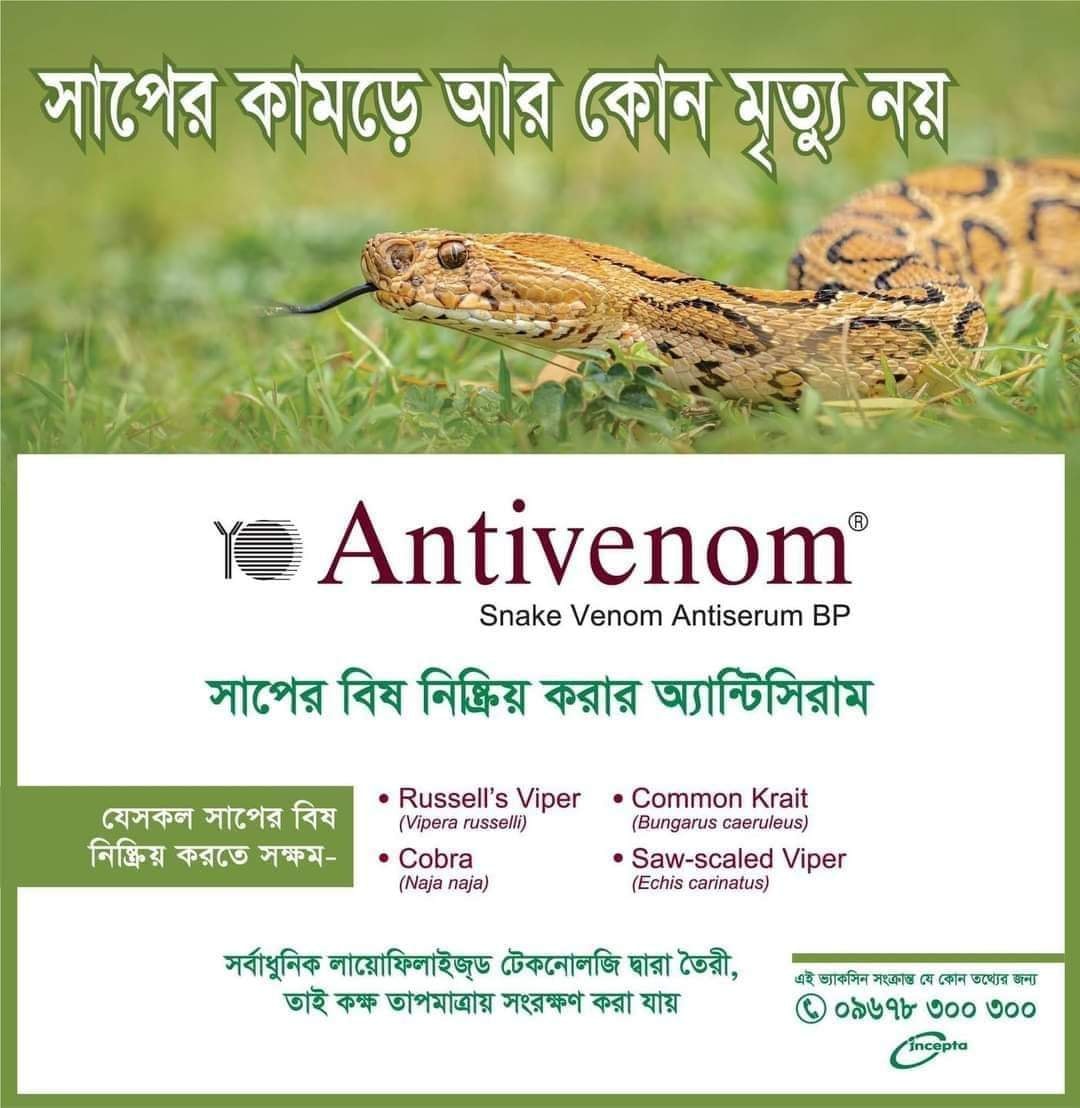 সাপের কামড়ে আর কোন মৃত্যু নয়
Antivenom®
Snake Venom Antiserum BP
সাপের বিষ নিষ্ক্রিয় করার অ্যান্টিসিরাম
যেসকল সাপের বিষ
নিষ্ক্রিয় করতে সক্ষম-
• Russell's Viper
(Vipera russelli)
• Cobra
(Naja naja)
• Common Krait
(Bungarus caeruleus)
• Saw-scaled Viper
(Echis carinatus)
সর্বাধুনিক লায়োফিলাইজ্‌ড টেকনোলজি দ্বারা তৈরী,
তাই কক্ষ তাপমাত্রায় সংরক্ষণ করা যায়
এই ভ্যাকসিন সংক্রান্ত যে কোন তথ্যের জন্য
০৯৬৭৮ ৩০০ ৩০০
incepta